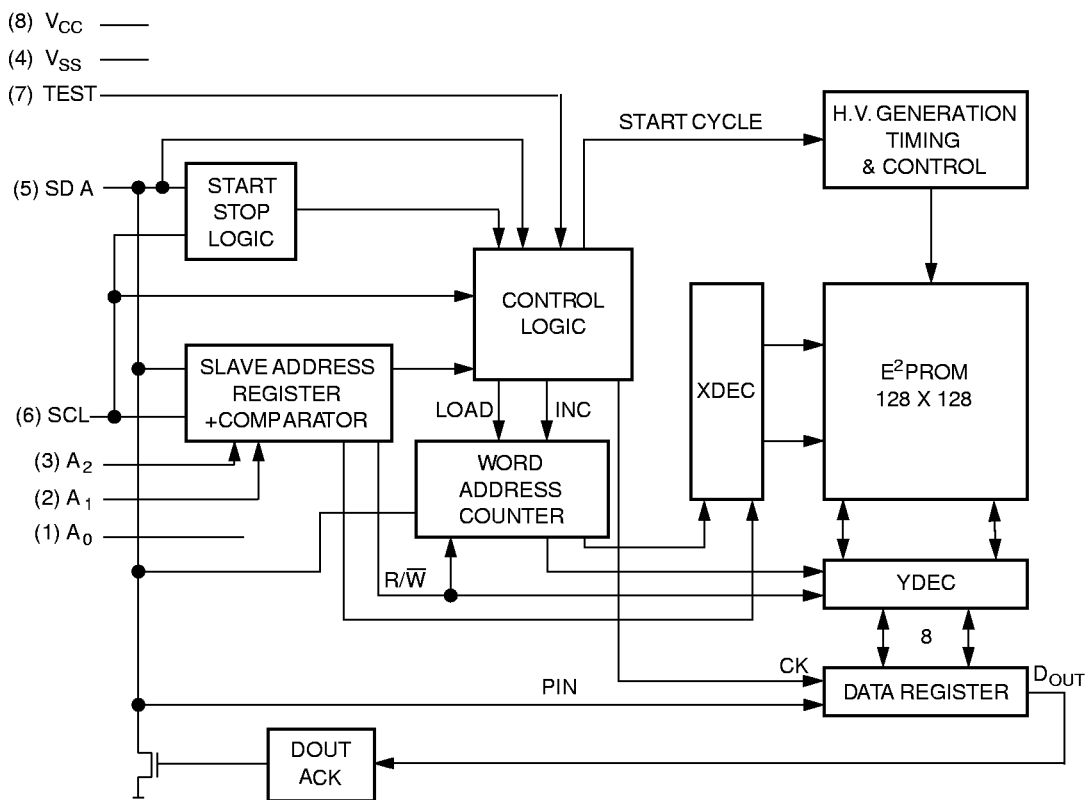 (8) VCC
(4) VSS
(7) TEST
START CYCLE
H.V. GENERATION
TIMING
& CONTROL
(5) SD A
START
STOP
LOGIC
CONTROL
LOGIC
XDEC
E²PROM
128 X 128
SLAVE ADDRESS
REGISTER
+COMPARATOR
(6) SCL
LOAD
INC
(3) A2
(2) A1
(1) A0
WORD
ADDRESS
COUNTER
R/W̅
YDEC
8
CK
DOUT
PIN
DATA REGISTER
DOUT
ACK